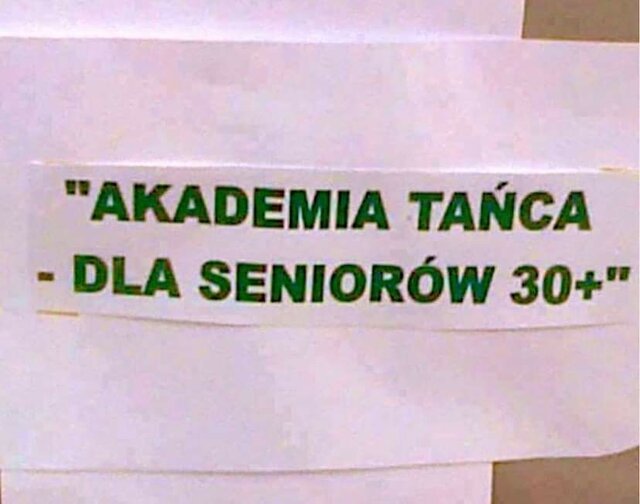 "AKADEMIA TAŃCA
- DLA SENIORÓW 30+"